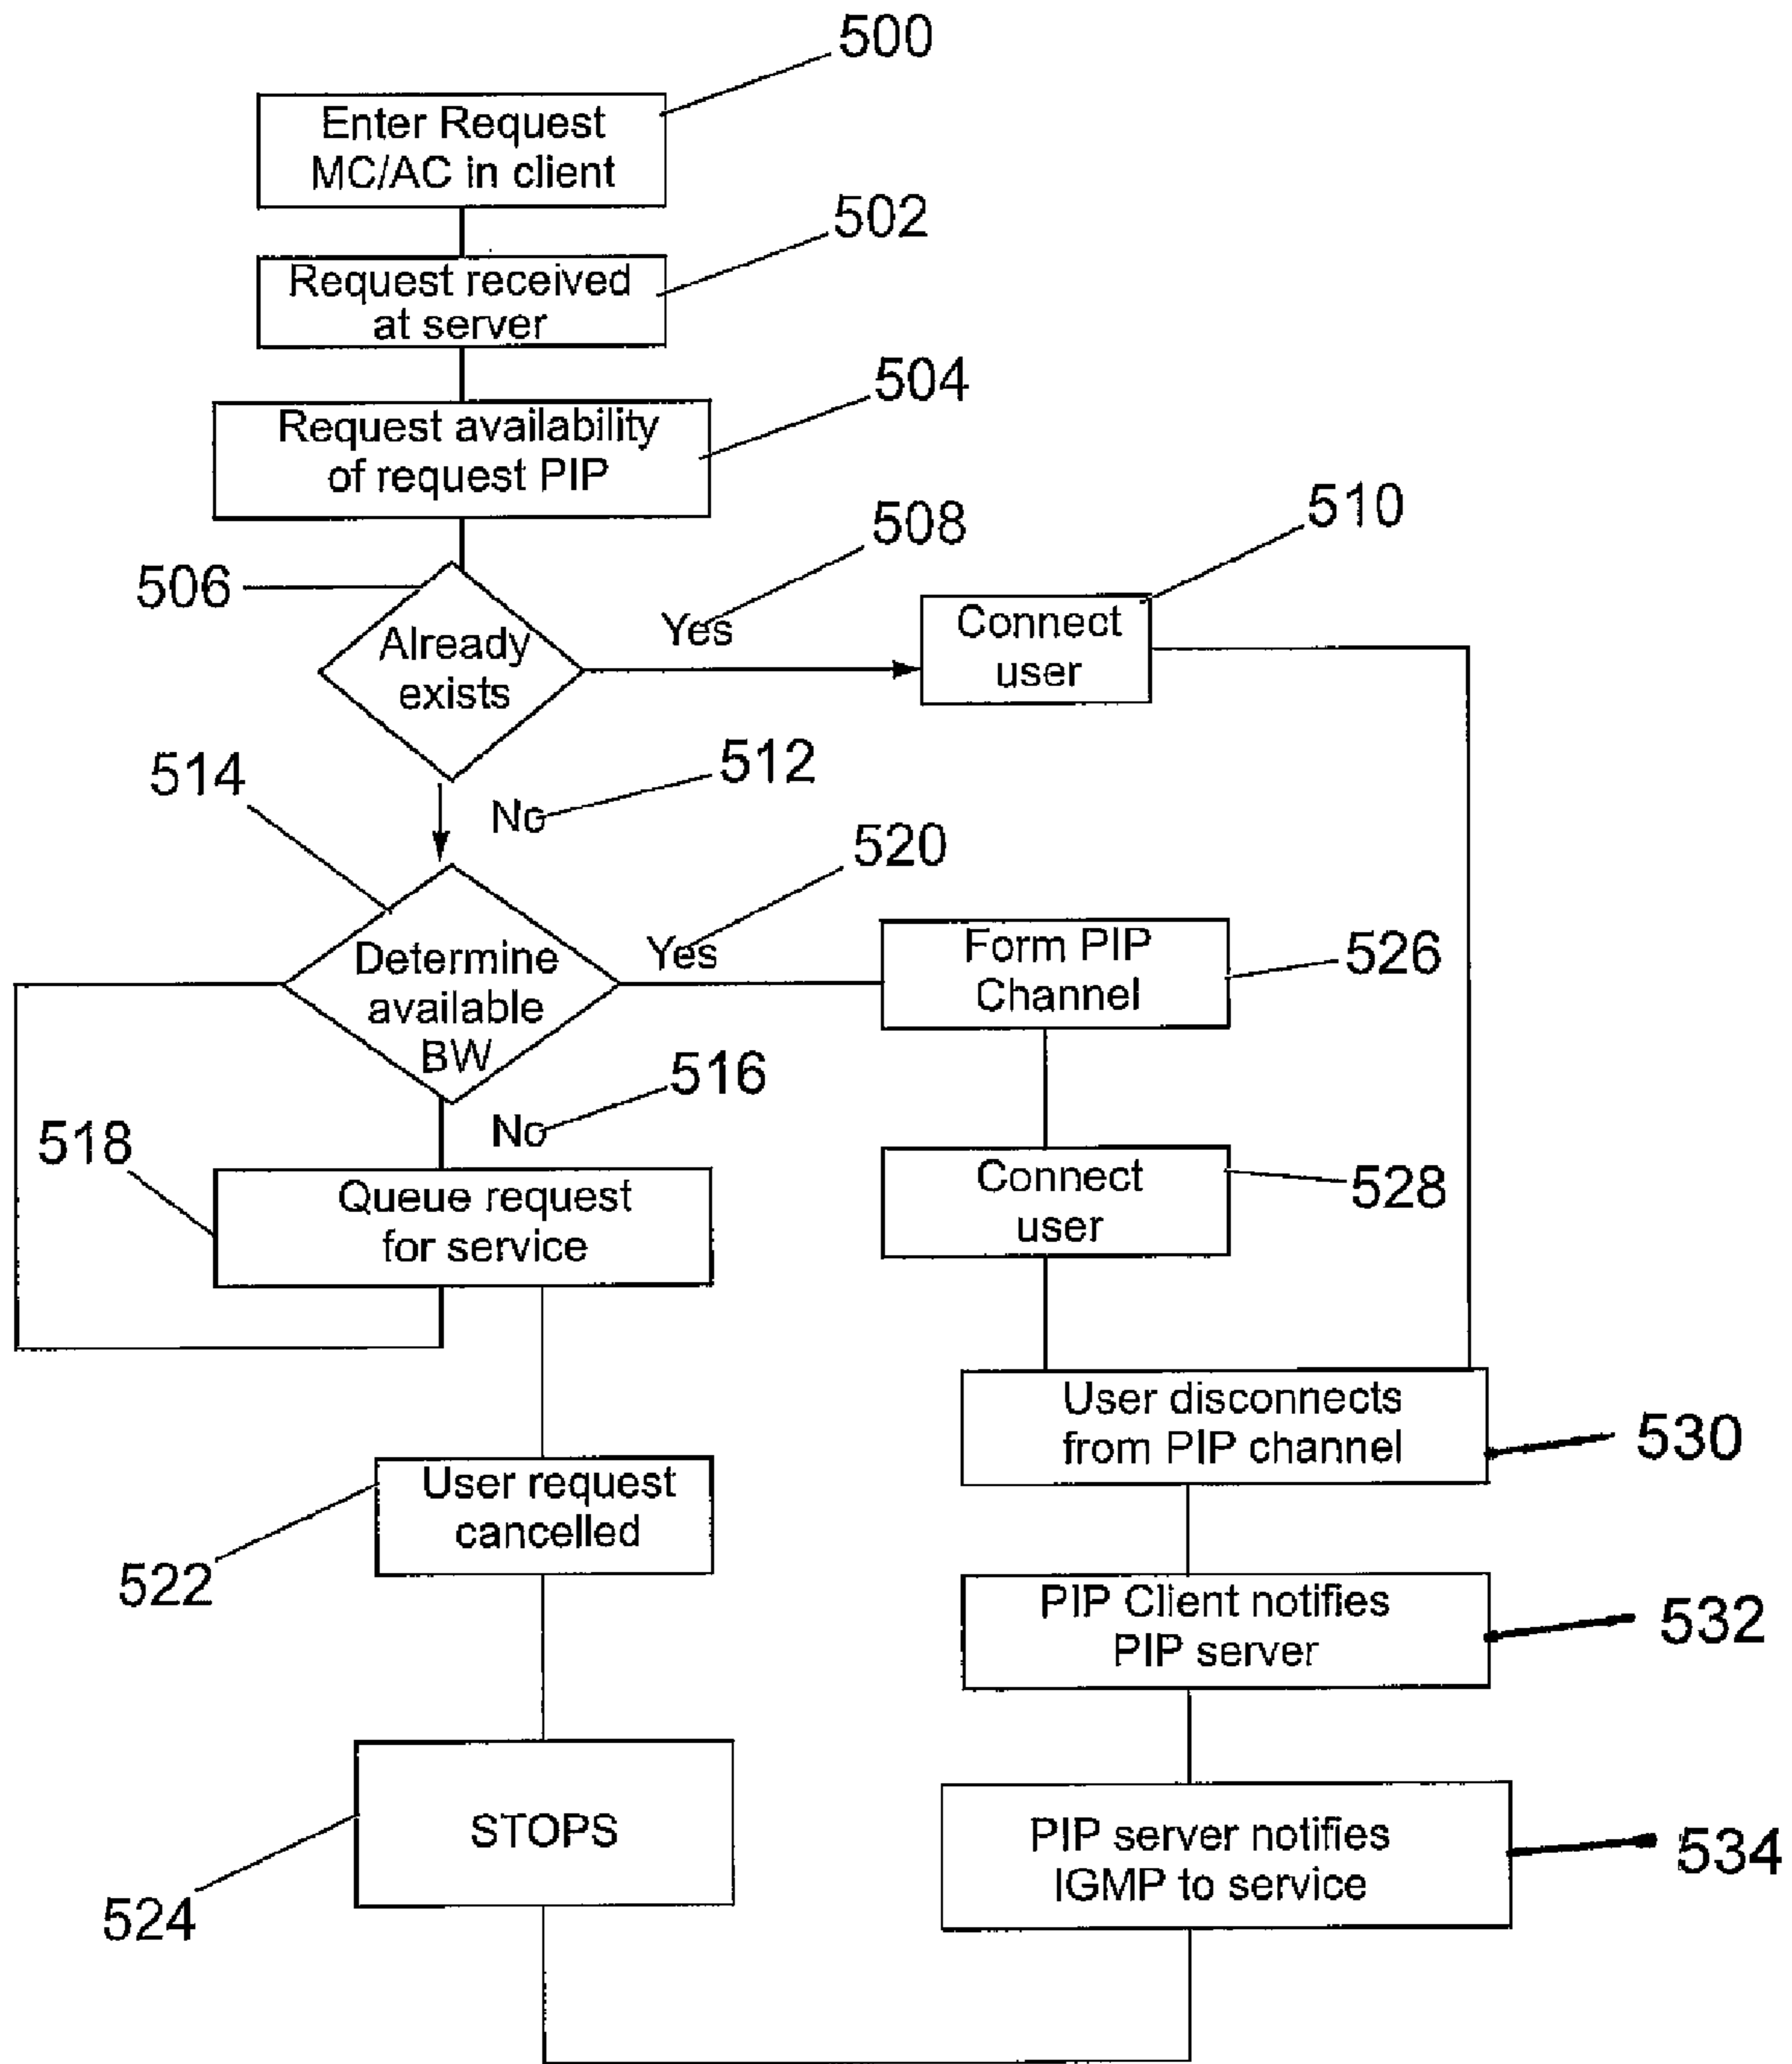 500
Enter Request
MC/AC in client
502
Request received
at server
504
Request availability
of request PIP
506
Already
exists
508
Yes
510
Connect
user
512
No
514
Determine
available
BW
520
Yes
Form PIP
Channel
526
516
No
518
Queue request
for service
Connect
user
528
User disconnects
from PIP channel
530
User request
cancelled
522
PIP Client notifies
PIP server
532
STOPS
524
PIP server notifies
IGMP to service
534